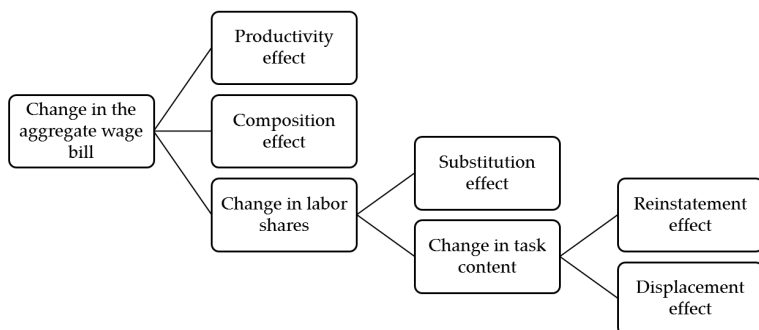 Productivity
effect
Change in the
aggregate wage
bill
Composition
effect
Change in labor
shares
Substitution
effect
Change in task
content
Reinstatement
effect
Displacement
effect